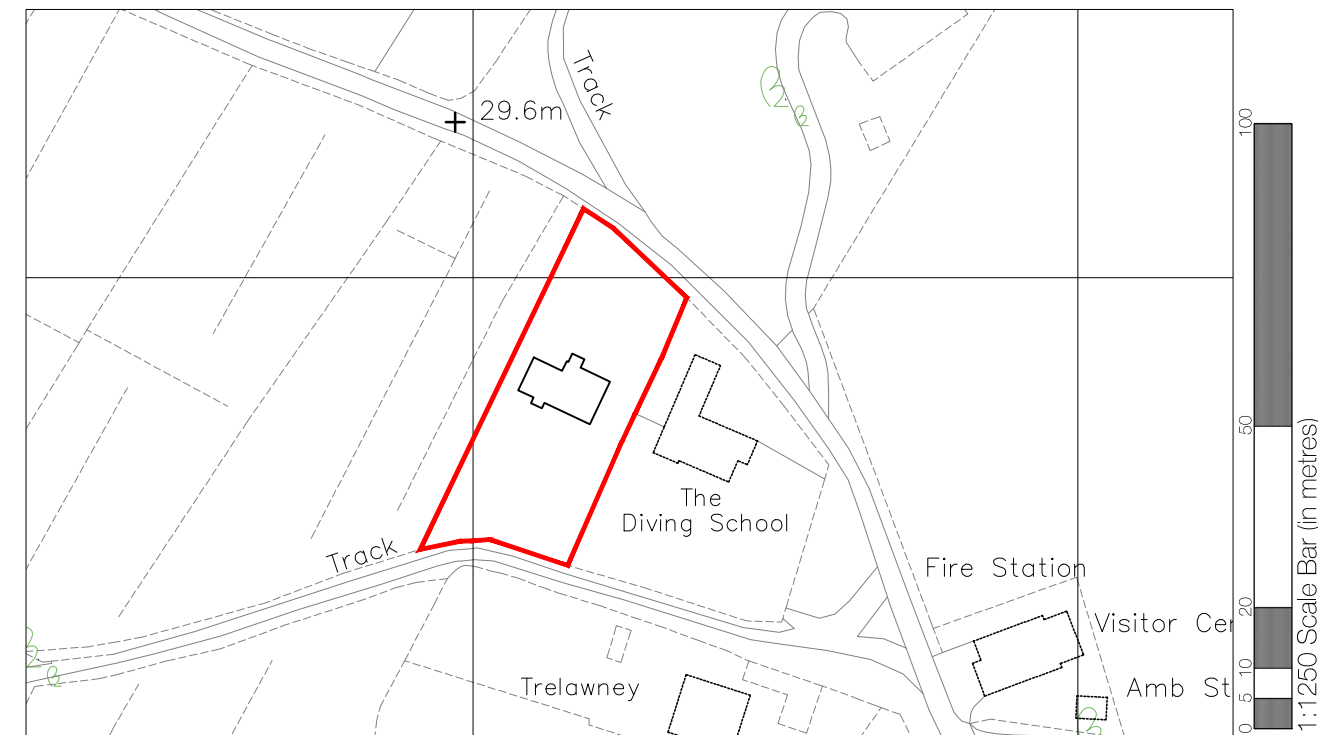 Track
29.6m
The
Diving School
Track
Fire Station
Visitor Cer
Trelawney
Amb St
100
50
20
10
5
0
1:1250 Scale Bar (in metres)